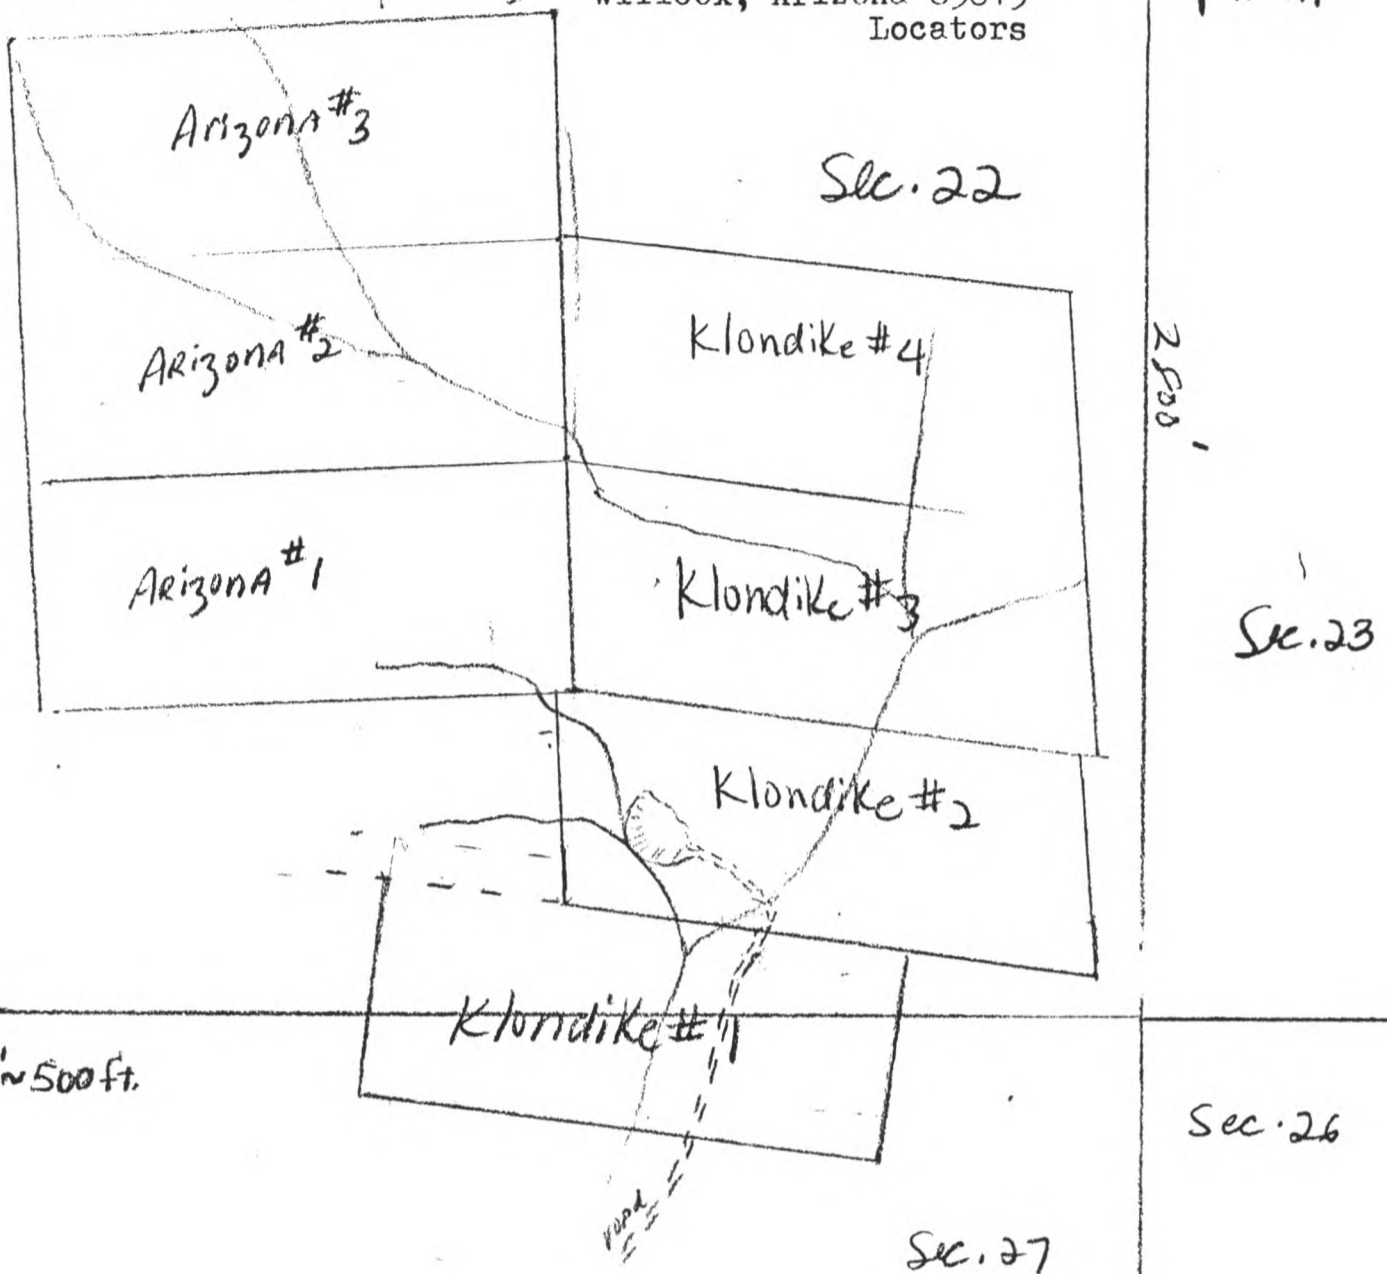 Willcox, Arizona
Locators
Arizona #3
Sec. 22
Arizona #2
Klondike #4
2800'
Arizona #1
Klondike #3
Sec. 23
Klondike #2
Klondike #1
~500 ft.
Sec. 26
road
Sec. 27